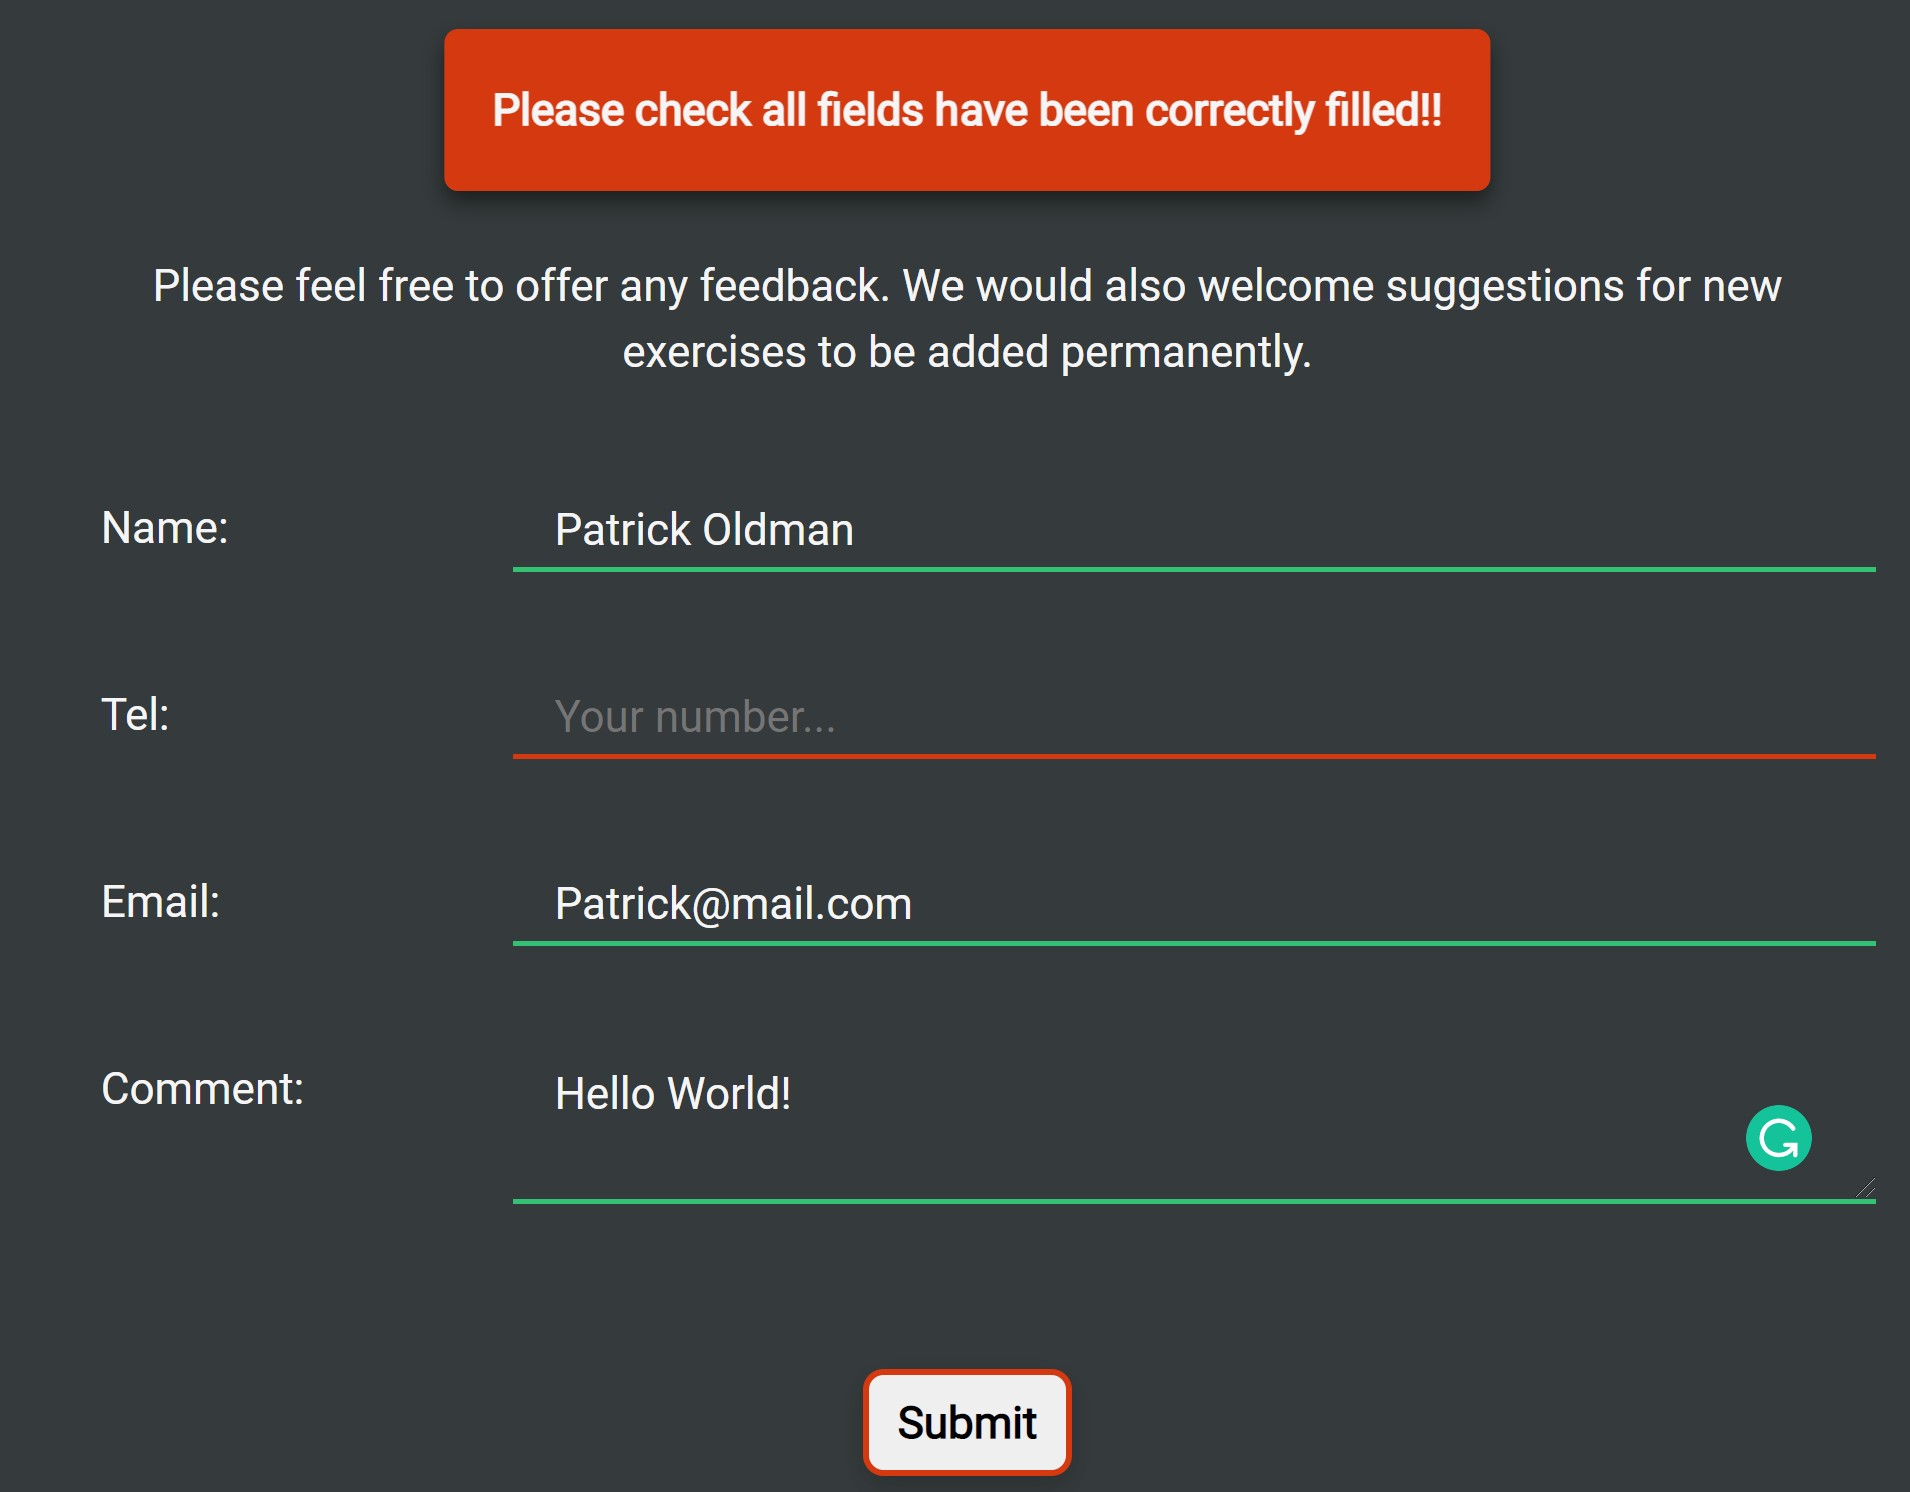 Please check all fields have been correctly filled!!
Please feel free to offer any feedback. We would also welcome suggestions for new
exercises to be added permanently.
Name:
Patrick Oldman
Tel:
Your number...
Email:
Patrick@mail.com
Comment:
Hello World!
Submit